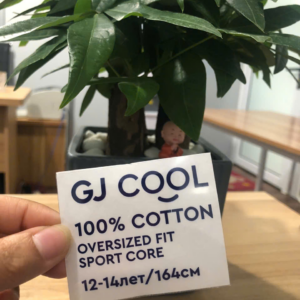 GJ COOL
100% COTTON
OVERSIZED FIT
SPORT CORE
12-14лет/164см